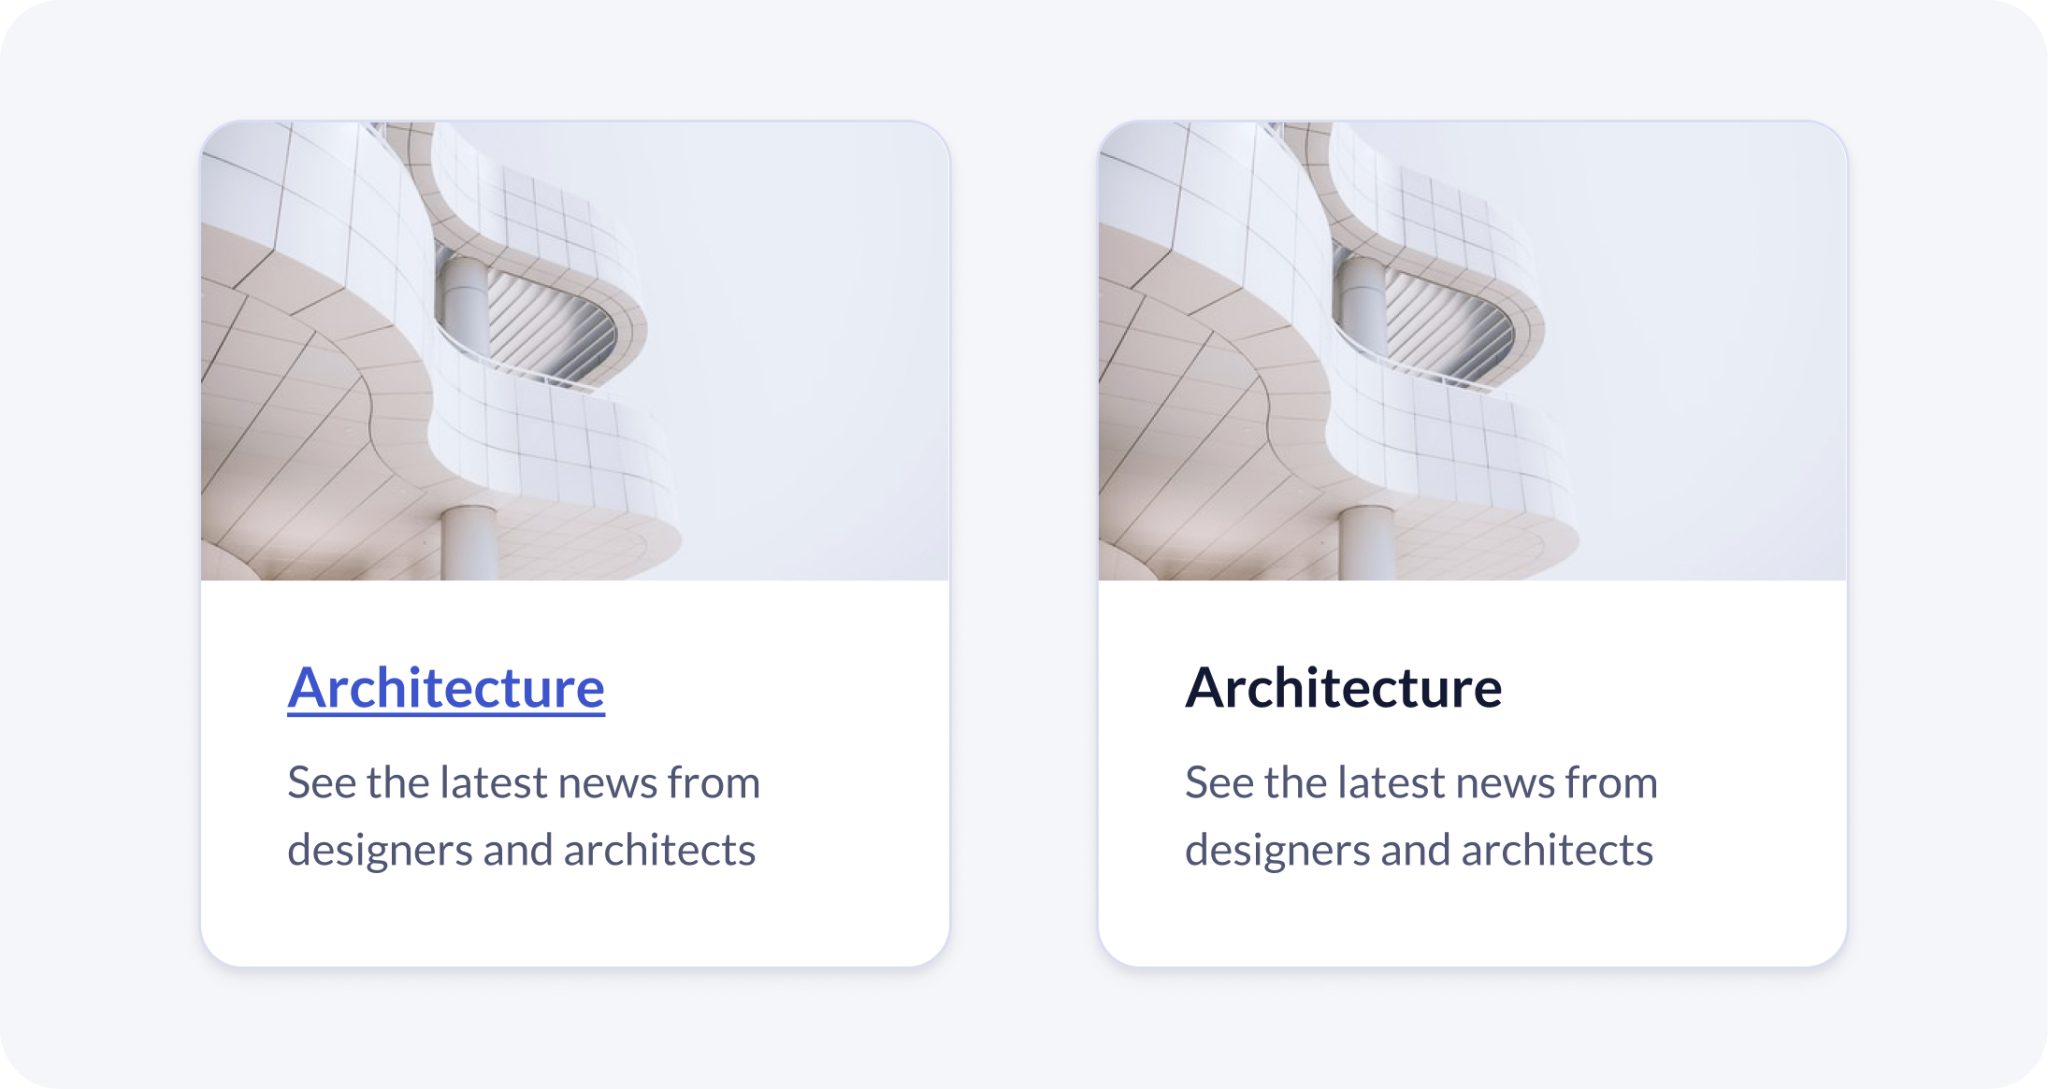 Architecture
See the latest news from
designers and architects
Architecture
See the latest news from
designers and architects